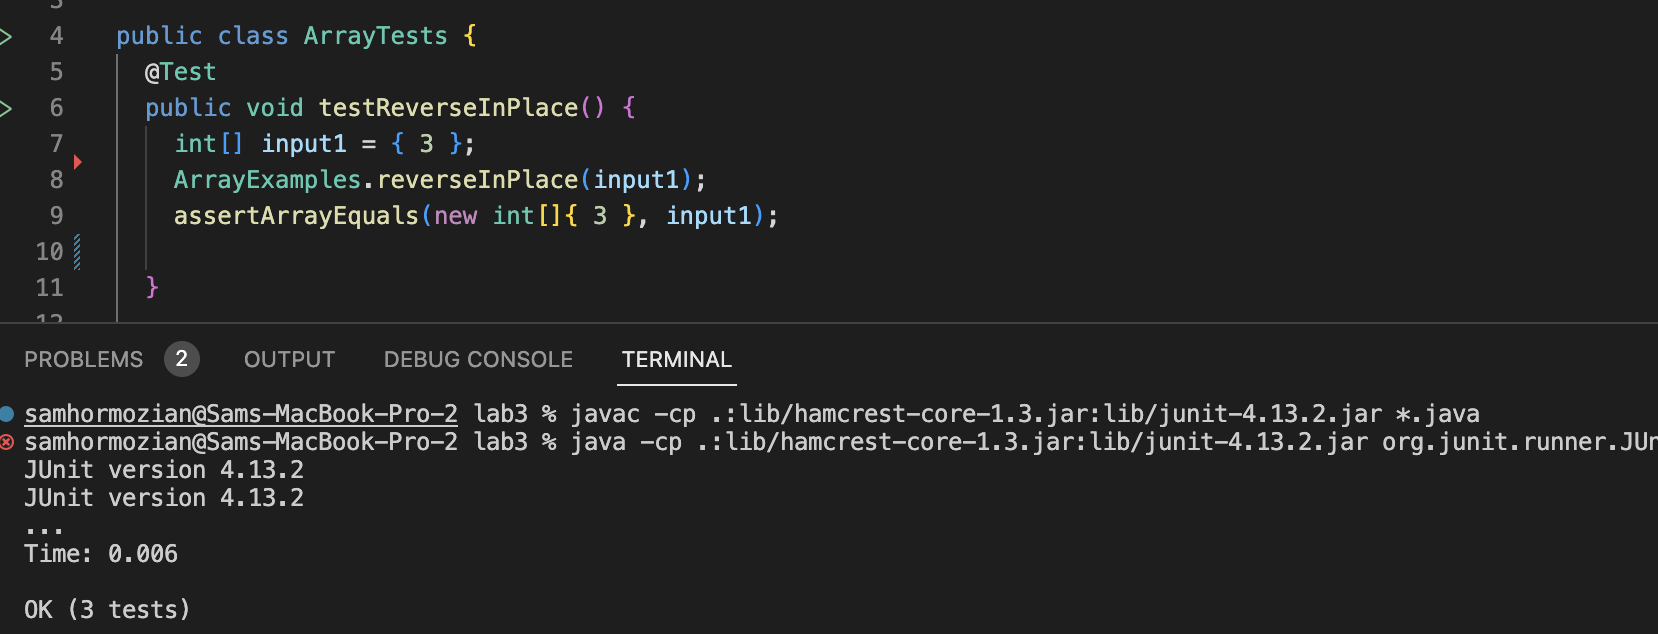 4 public class ArrayTests {
5 @Test
6 public void testReverseInPlace() {
7 int[] input1 = { 3 };
8 ArrayExamples.reverseInPlace(input1);
9 assertArrayEquals(new int[]{ 3 }, input1);
10
11 }
PROBLEMS 2 OUTPUT DEBUG CONSOLE TERMINAL
samhormozian@Sams-MacBook-Pro-2 lab3 % javac -cp .:lib/hamcrest-core-1.3.jar:lib/junit-4.13.2.jar *.java
samhormozian@Sams-MacBook-Pro-2 lab3 % java -cp .:lib/hamcrest-core-1.3.jar:lib/junit-4.13.2.jar org.junit.runner.JUn
JUnit version 4.13.2
JUnit version 4.13.2
...
Time: 0.006
OK (3 tests)